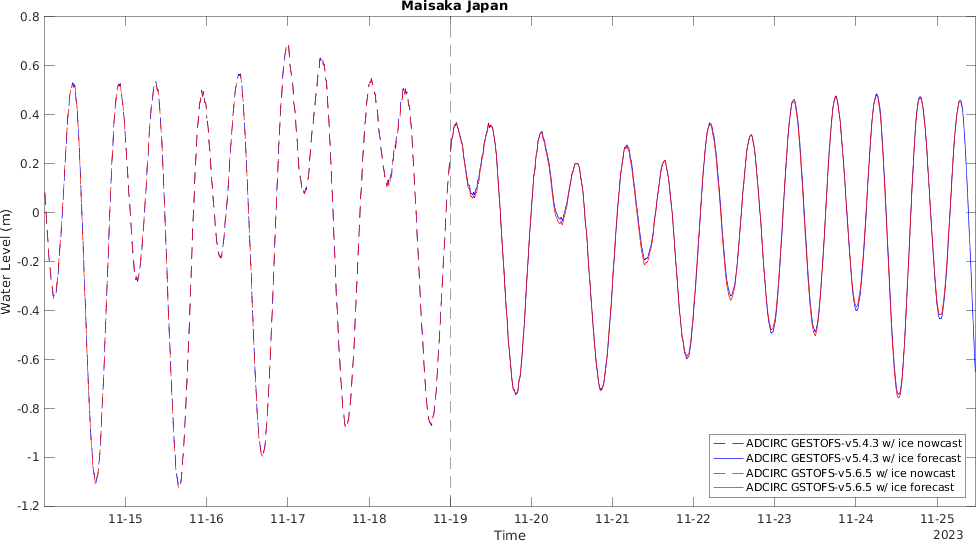 Maisaka Japan
0.8
0.6
0.4
0.2
0
-0.2
-0.4
-0.6
-0.8
-1
-1.2
Water Level (m)
ADCIRC GESTOFS-v5.4.3 w/ ice nowcast
ADCIRC GESTOFS-v5.4.3 w/ ice forecast
ADCIRC GSTOFS-v5.6.5 w/ ice nowcast
ADCIRC GSTOFS-v5.6.5 w/ ice forecast
11-15 11-16 11-17 11-18 11-19 11-20 11-21 11-22 11-23 11-24 11-25
Time
2023